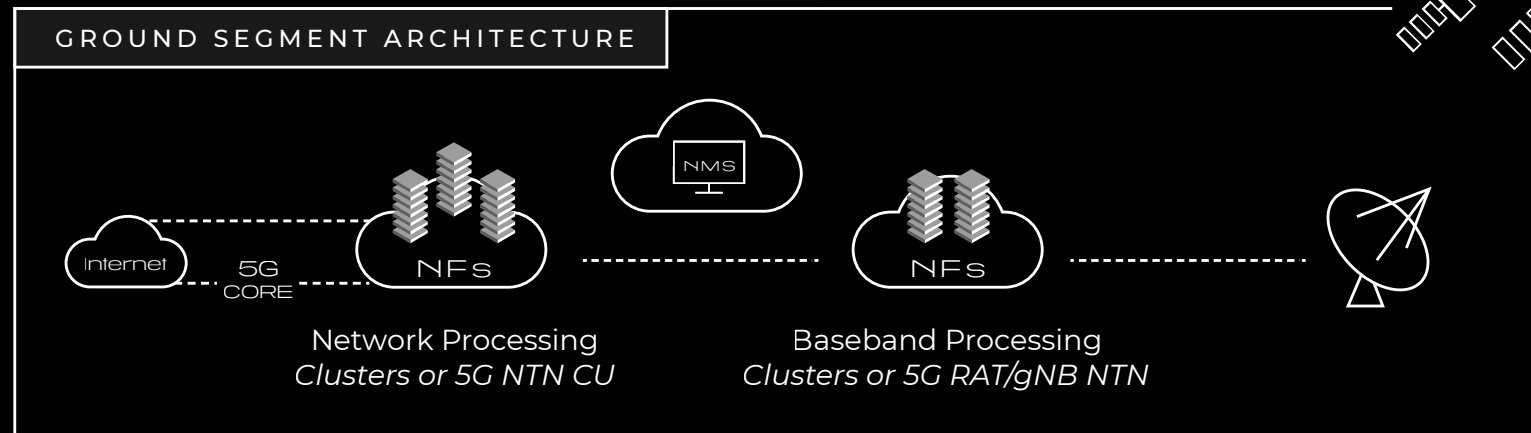 GROUND SEGMENT ARCHITECTURE
NMS
Internet
5G
CORE
NFs
NFs
Network Processing
Clusters or 5G NTN CU
Baseband Processing
Clusters or 5G RAT/gNB NTN